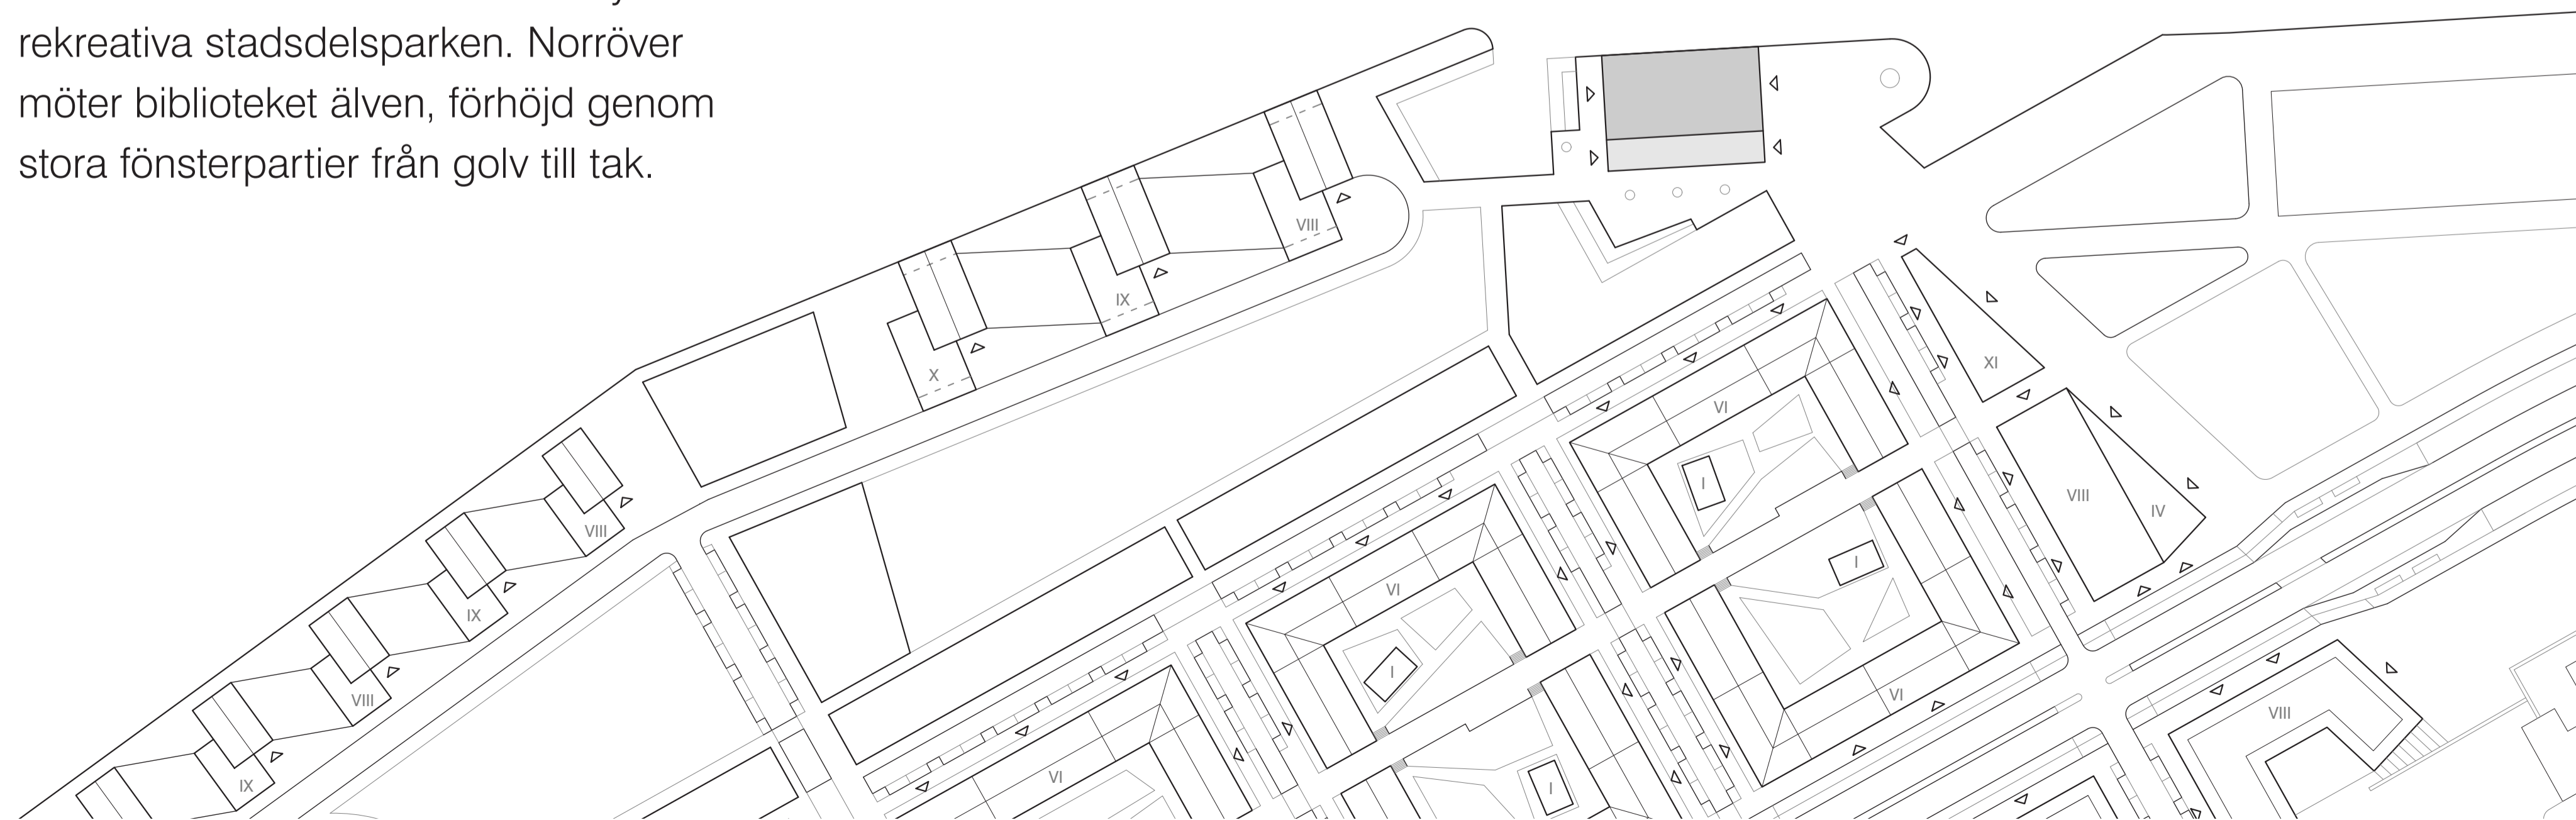 rekreativa stadsdelsparken. Norröver
möter biblioteket älven, förhöjd genom
stora fönsterpartier från golv till tak.
VIII
IX
X
VIII
IX
VIII
IX
XI
VIII
IV
VI
I
I
VI
VI
I
VI
I
VIII